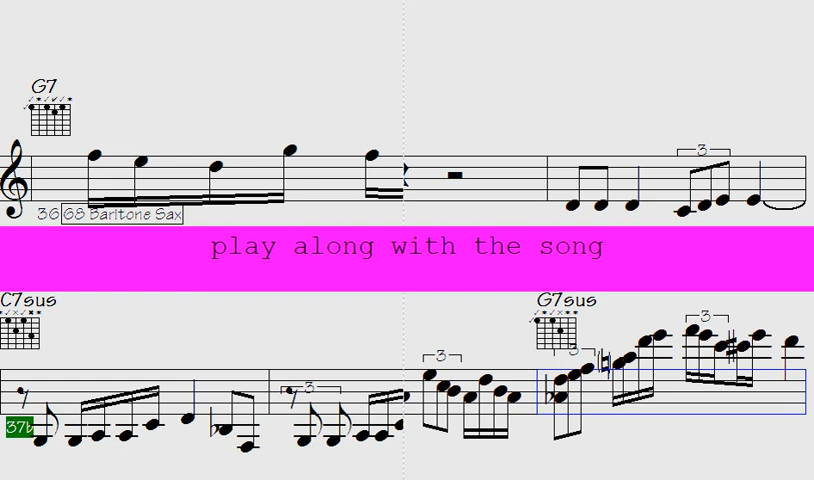 G7
3
36 68 Baritone Sax
play along with the song
C7sus G7sus
3 3 3
3
37b